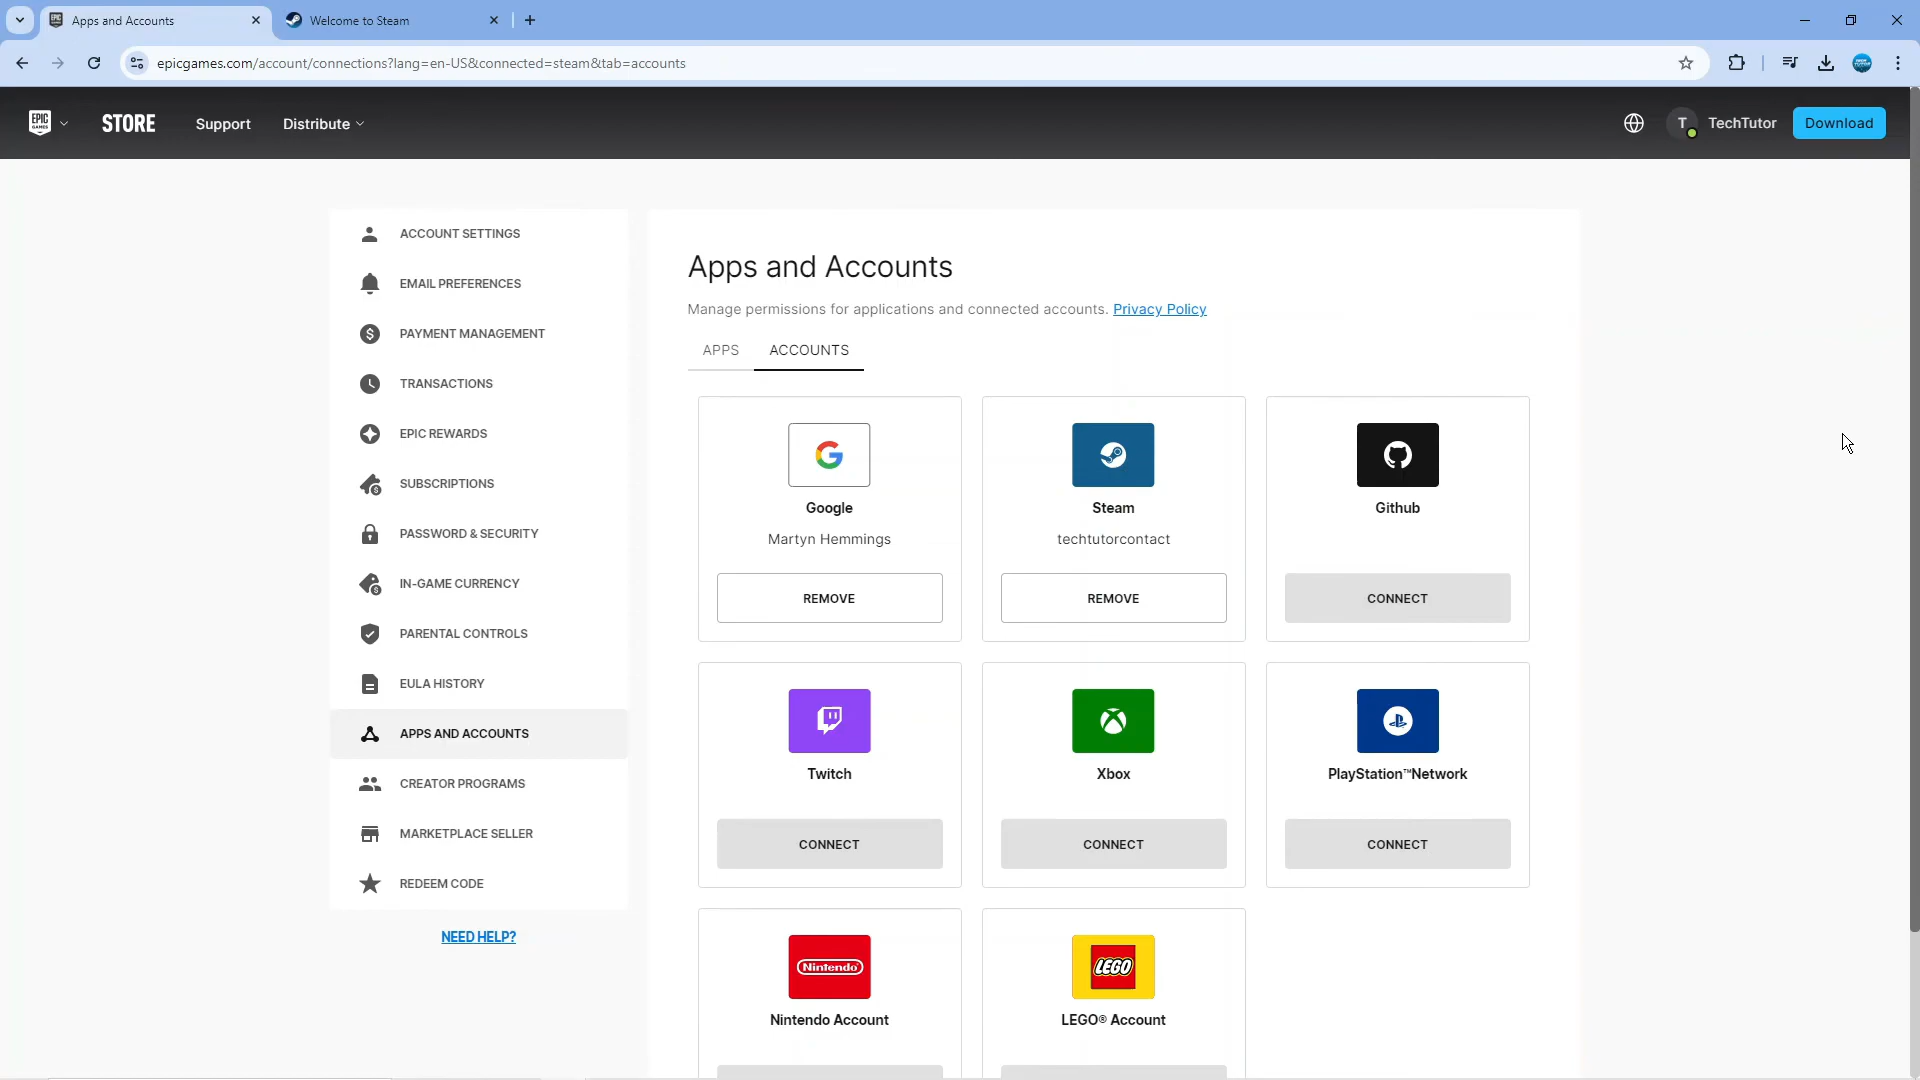 Apps and Accounts
Welcome to Steam
epicgames.com/account/connections?lang=en-US&connected=steam&tab=accounts
EPIC GAMES
STORE
Support
Distribute
T
TechTutor
Download
ACCOUNT SETTINGS
EMAIL PREFERENCES
PAYMENT MANAGEMENT
TRANSACTIONS
EPIC REWARDS
SUBSCRIPTIONS
PASSWORD & SECURITY
IN-GAME CURRENCY
PARENTAL CONTROLS
EULA HISTORY
APPS AND ACCOUNTS
CREATOR PROGRAMS
MARKETPLACE SELLER
REDEEM CODE
NEED HELP?
Apps and Accounts
Manage permissions for applications and connected accounts. Privacy Policy
APPS
ACCOUNTS
Google
Martyn Hemmings
REMOVE
Steam
techtutorcontact
REMOVE
Github
CONNECT
Twitch
CONNECT
Xbox
CONNECT
PlayStation™Network
CONNECT
Nintendo
Nintendo Account
LEGO
LEGO® Account